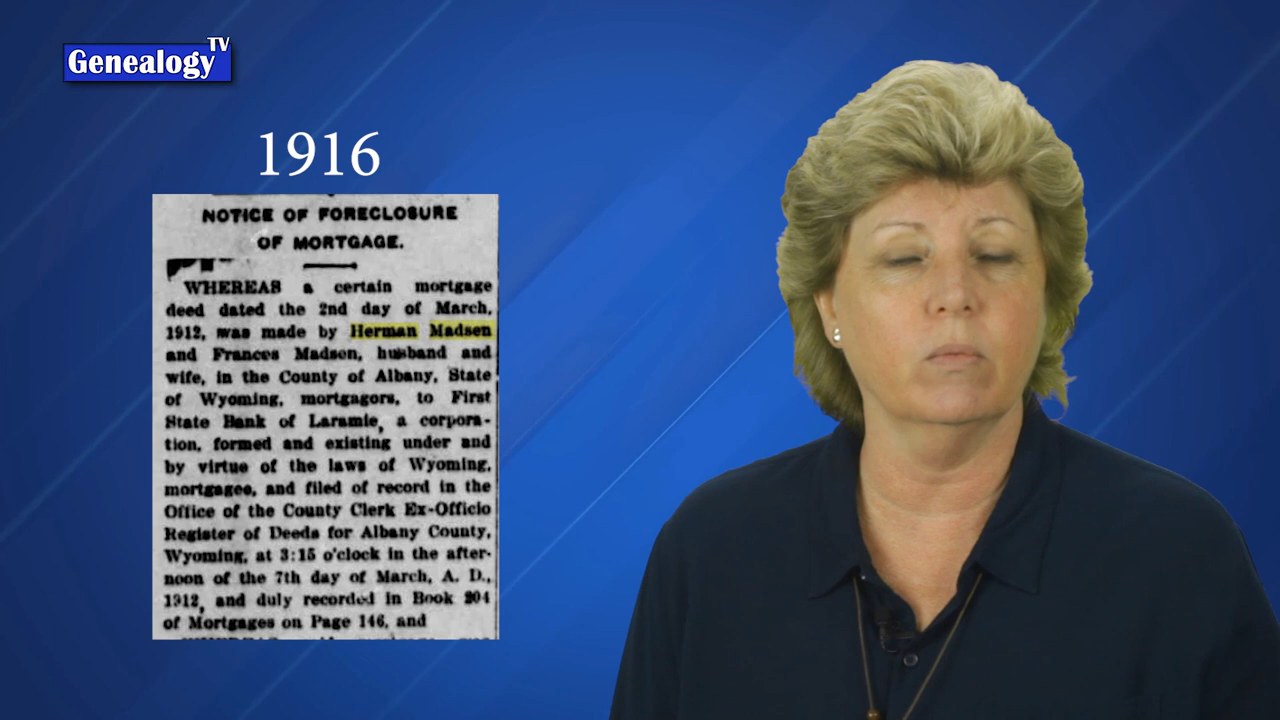 Genealogy TV
1916
NOTICE OF FORECLOSURE
OF MORTGAGE.
WHEREAS a certain mortgage
deed dated the 2nd day of March,
1912, was made by Herman Madsen
and Frances Madsen, husband and
wife, in the County of Albany, State
of Wyoming, mortgagors, to First
State Bank of Laramie, a corpora-
tion, formed and existing under and
by virtue of the laws of Wyoming,
mortgagee, and filed of record in the
Office of the County Clerk Ex-Officio
Register of Deeds for Albany County,
Wyoming, at 3:15 o'clock in the after-
noon of the 7th day of March, A. D.,
1912, and duly recorded in Book 204
of Mortgages on Page 146, and